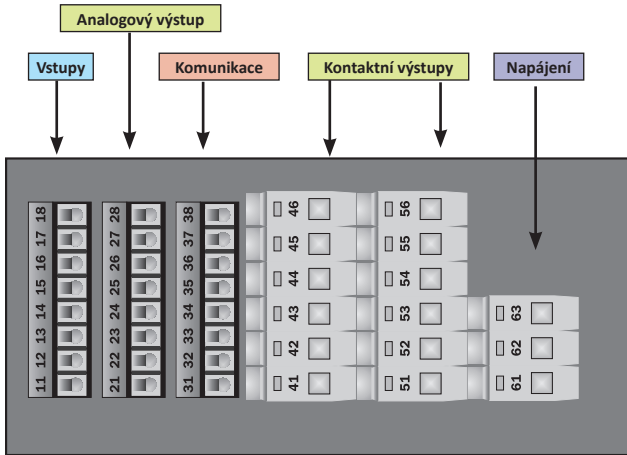 Analogový výstup
Vstupy
Komunikace
Kontaktní výstupy
Napájení
18 28 38 46 56
17 27 37 45 55
16 26 36 44 54
15 25 35
14 24 34 43 53 63
13 23 33
12 22 32 42 52 62
11 21 31 41 51 61